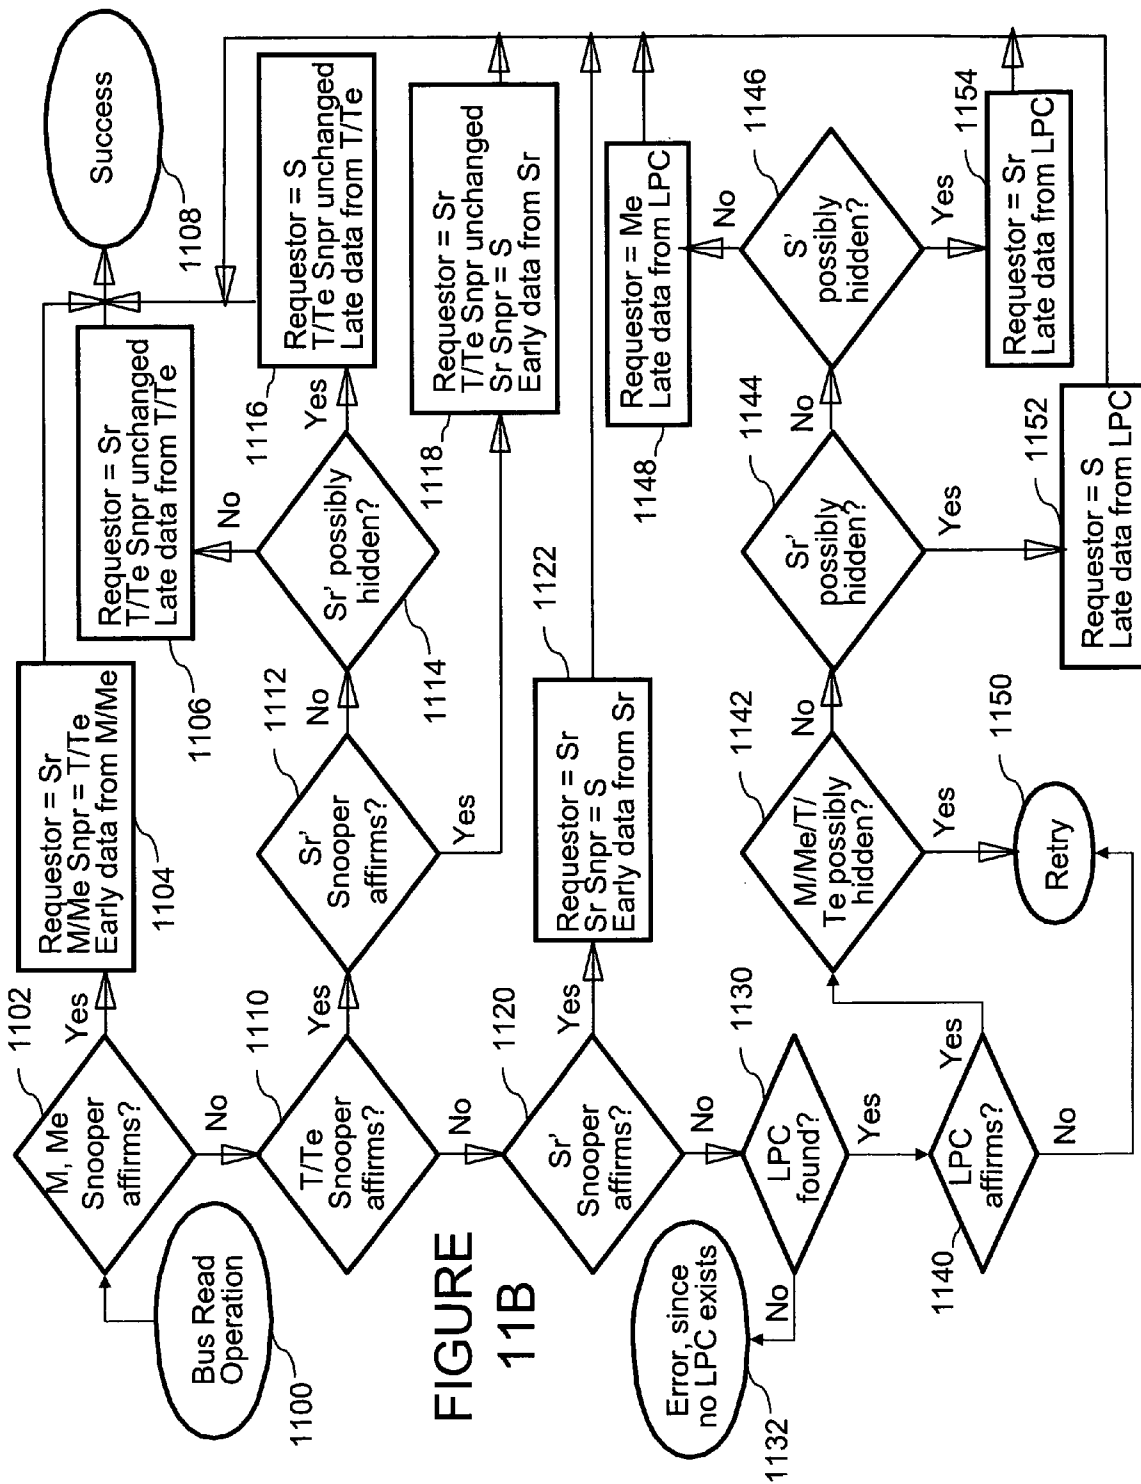 Bus Read
Operation
1100
M, Me
Snooper
affirms?
1102
Yes
No
Requestor = Sr
M/Me Snpr = T/Te
Early data from M/Me
1104
Success
1108
T/Te
Snooper
affirms?
1110
Yes
No
Sr'
Snooper
affirms?
1112
No
Yes
Sr' possibly
hidden?
1114
No
Yes
Requestor = Sr
T/Te Snpr unchanged
Late data from T/Te
1106
Requestor = S
T/Te Snpr unchanged
Late data from T/Te
1116
Requestor = Sr
T/Te Snpr unchanged
Sr Snpr = S
Early data from Sr
1118
Sr'
Snooper
affirms?
1120
Yes
No
Requestor = Sr
Sr Snpr = S
Early data from Sr
1122
LPC
found?
1130
No
Yes
Error, since
no LPC exists
1132
LPC
affirms?
1140
Yes
No
M/Me/T/
Te possibly
hidden?
1142
No
Yes
Retry
1150
Sr'
possibly
hidden?
1144
No
Yes
S'
possibly
hidden?
1146
No
Yes
Requestor = Me
Late data from LPC
1148
Requestor = S
Late data from LPC
1152
Requestor = Sr
Late data from LPC
1154
FIGURE
11B